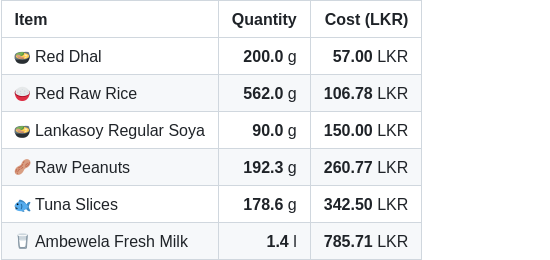 Item Quantity Cost (LKR)
Red Dhal 200.0 g 57.00 LKR
Red Raw Rice 562.0 g 106.78 LKR
Lankasoy Regular Soya 90.0 g 150.00 LKR
Raw Peanuts 192.3 g 260.77 LKR
Tuna Slices 178.6 g 342.50 LKR
Ambewela Fresh Milk 1.4 l 785.71 LKR